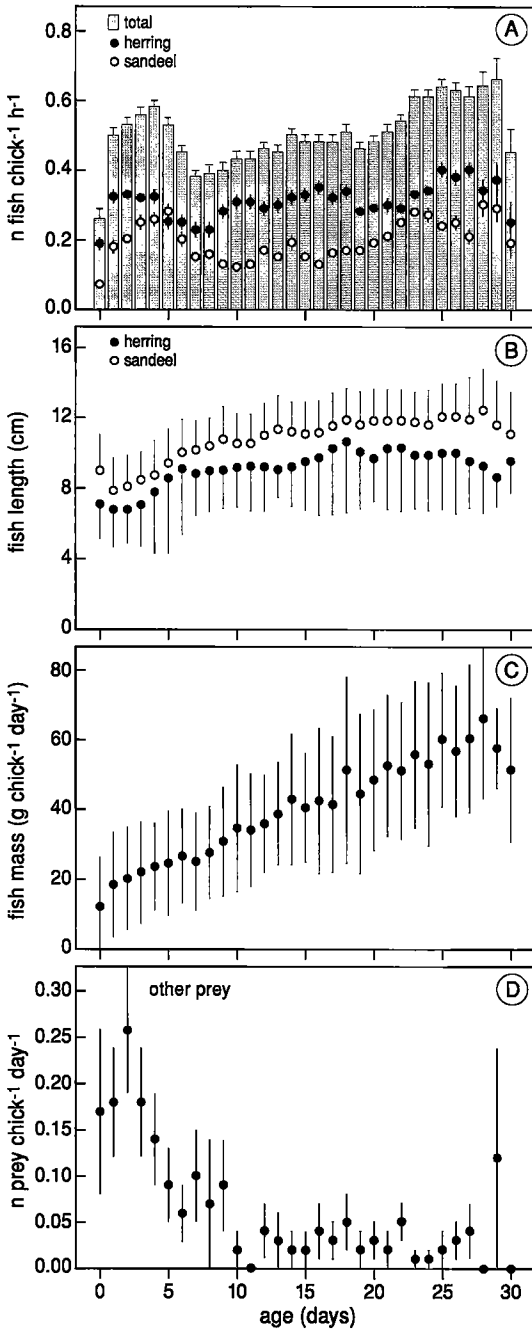 A
total
herring
sandeel
0.8
0.6
0.4
0.2
0.0
n fish chick-1 h-1
B
herring
sandeel
16
12
8
4
0
fish length (cm)
C
80
60
40
20
0
fish mass (g chick-1 day-1)
D
other prey
0.30
0.25
0.20
0.15
0.10
0.05
0.00
n prey chick-1 day-1
0 5 10 15 20 25 30
age (days)